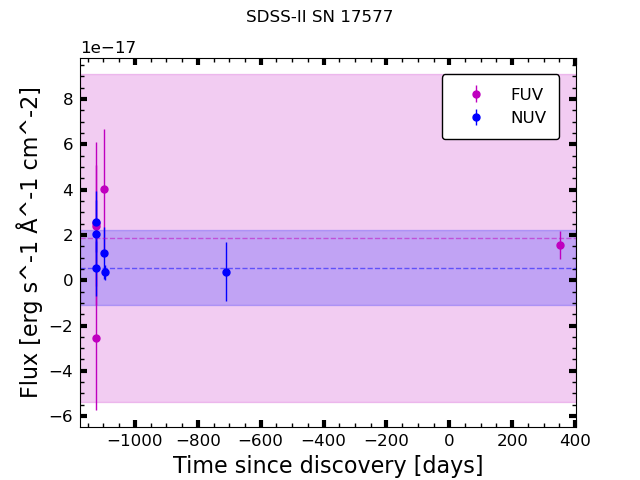 SDSS-II SN 17577
1e−17
FUV
NUV
8
6
4
2
0
−2
−4
−6
Flux [erg s^-1 Å^-1 cm^-2]
−1000 −800 −600 −400 −200 0 200 400
Time since discovery [days]